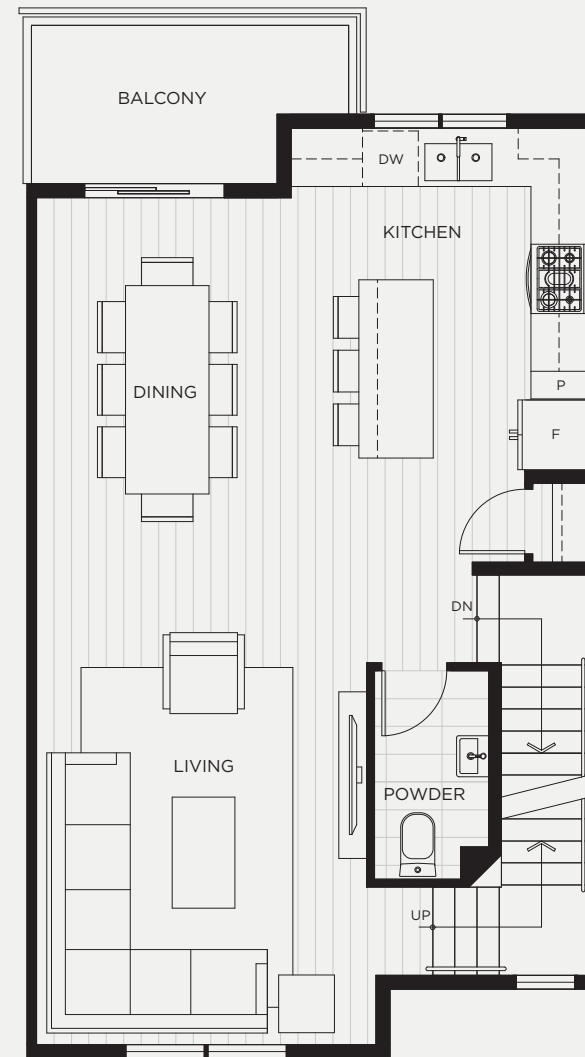 BALCONY
DW
KITCHEN
DINING
P
F
DN
LIVING
POWDER
UP